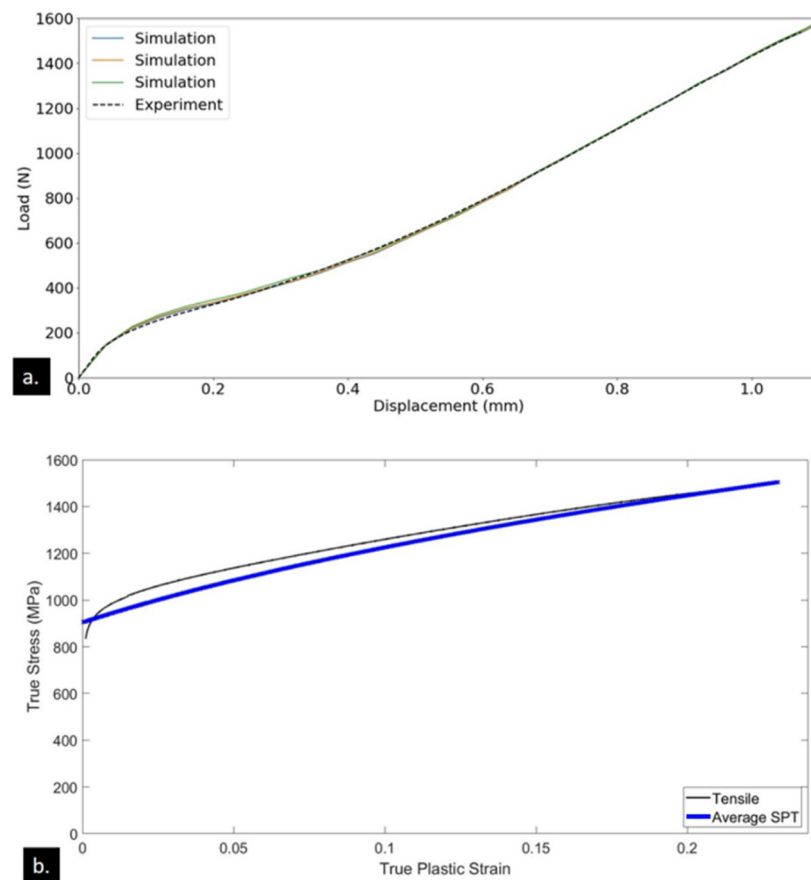 1600
1400
1200
1000
800
600
400
200
0
Load (N)
Simulation
Simulation
Simulation
Experiment
0.0 0.2 0.4 0.6 0.8 1.0
Displacement (mm)
a.
1600
1400
1200
1000
800
600
400
200
0
True Stress (MPa)
Tensile
Average SPT
0 0.05 0.1 0.15 0.2
True Plastic Strain
b.